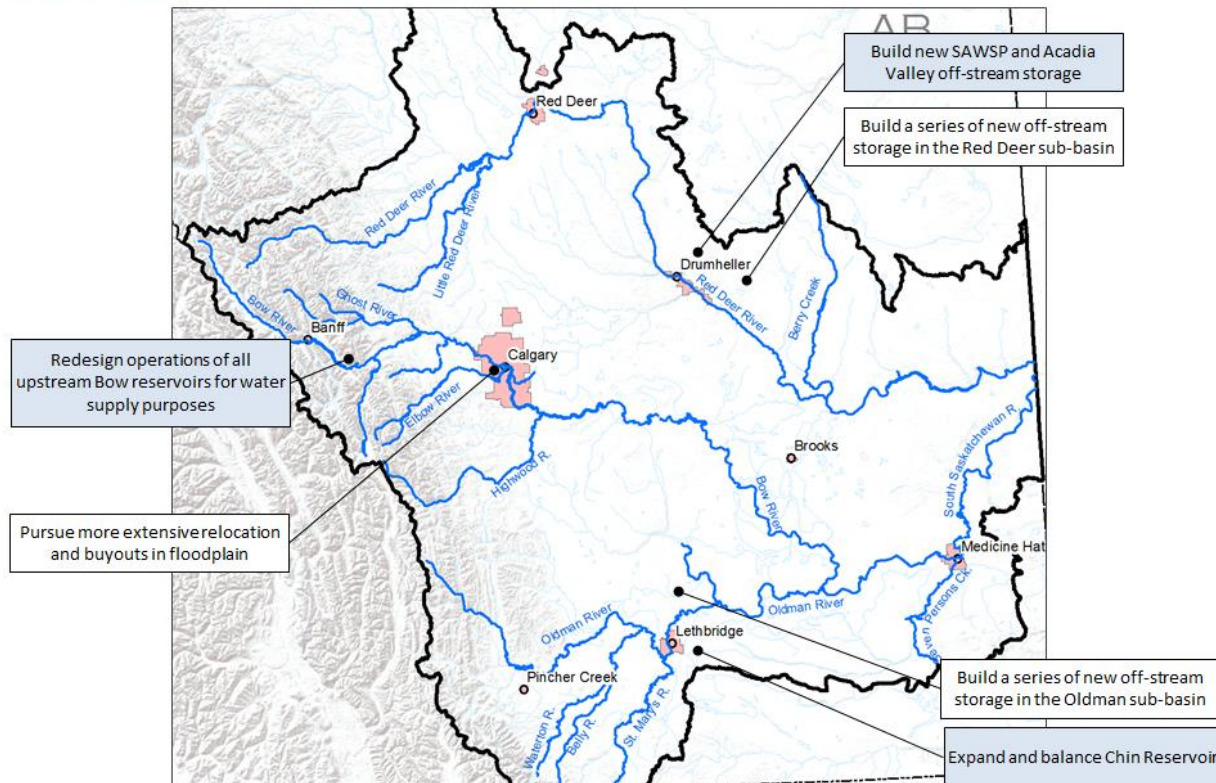 AB
Build new SAWSP and Acadia
Valley off-stream storage
Red Deer
Build a series of new off-stream
storage in the Red Deer sub-basin
Red Deer River
Little Red Deer River
Drumheller
Red Deer River
Berry Creek
Bow River
Ghost River
Banff
Redesign operations of all
upstream Bow reservoirs for water
supply purposes
Calgary
Elbow River
Highwood R.
Brooks
Bow River
South Saskatchewan R.
Pursue more extensive relocation
and buyouts in floodplain
Medicine Hat
Seven Persons Ck.
Oldman River
Oldman River
Lethbridge
Pincher Creek
Waterton R.
Belly R.
St. Mary's R.
Build a series of new off-stream
storage in the Oldman sub-basin
Expand and balance Chin Reservoir